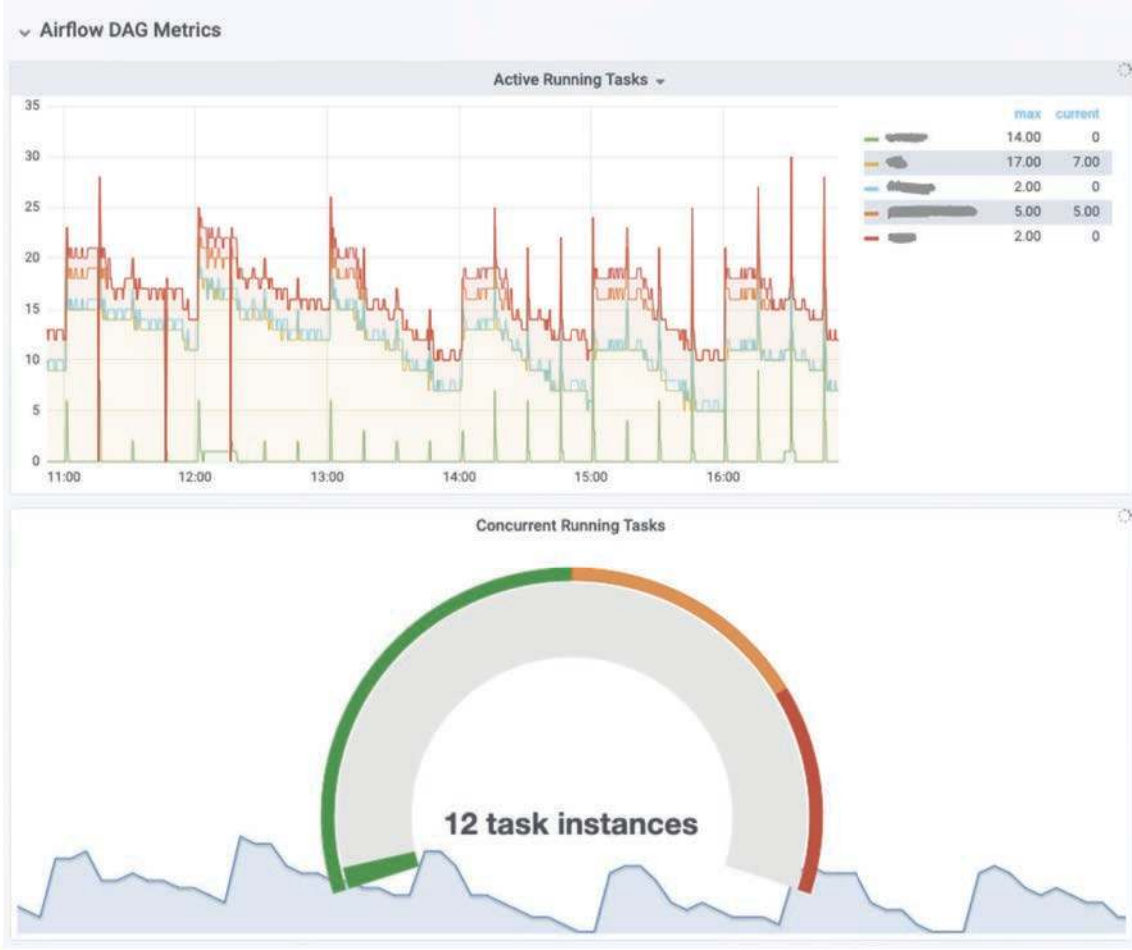 Airflow DAG Metrics
Active Running Tasks
35
30
25
20
15
10
5
0
11:00 12:00 13:00 14:00 15:00 16:00
max current
14.00 0
17.00 7.00
2.00 0
5.00 5.00
2.00 0
Concurrent Running Tasks
12 task instances